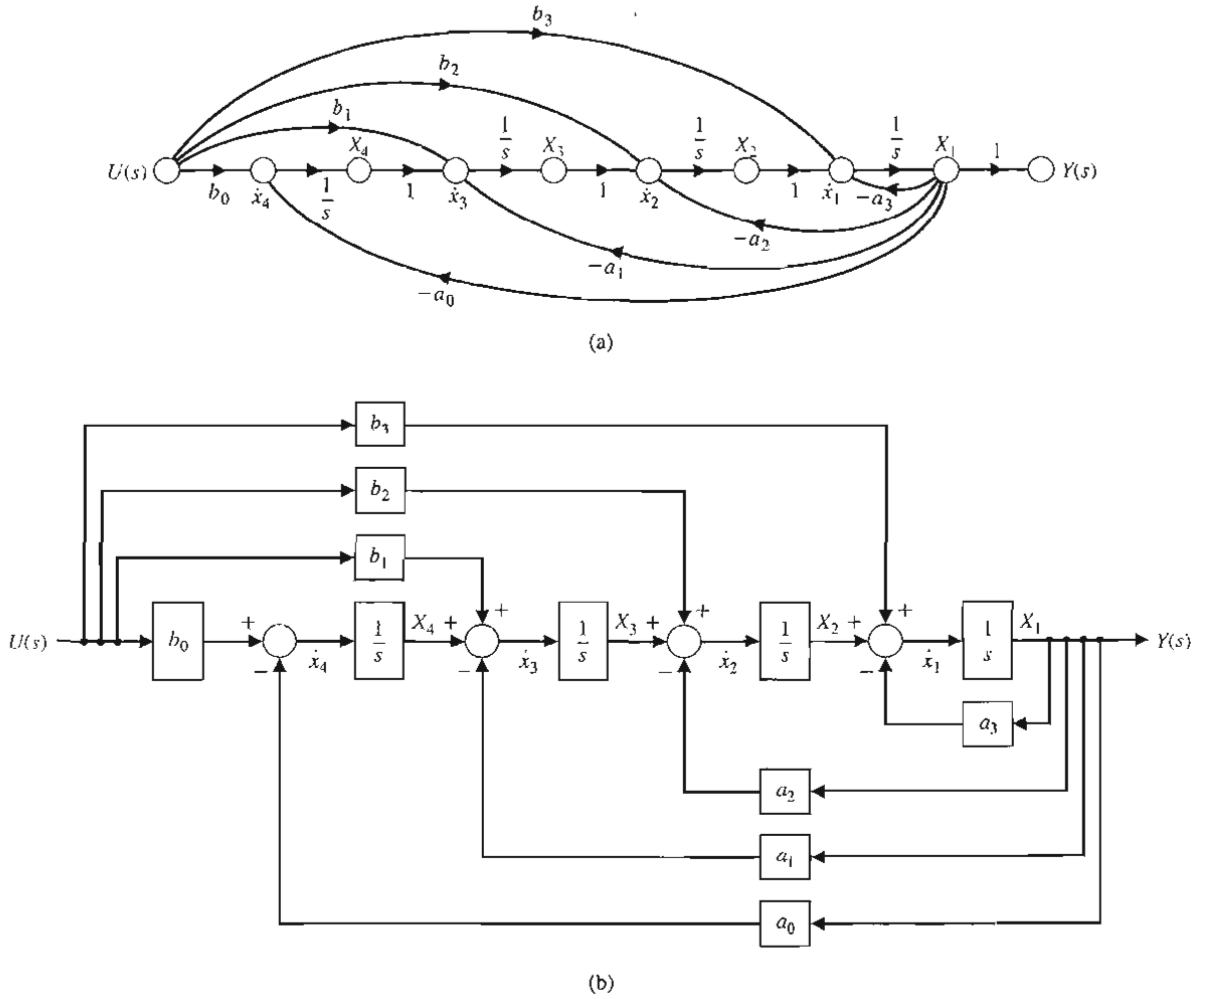 b₃
b₂
b₁
1/s X₃ 1/s X₂ 1/s X₁ 1
X₄
U(s) Y(s)
b₀ ẋ₄ 1/s 1 ẋ₃ 1 ẋ₂ 1 ẋ₁ −a₃
−a₂
−a₁
−a₀
(a)
b₃
b₂
b₁
+ + + +
U(s) b₀ + 1/s X₄ + 1/s X₃ + 1/s X₂ + 1/s X₁ Y(s)
− ẋ₄ − ẋ₃ − ẋ₂ − ẋ₁
a₃
a₂
a₁
a₀
(b)